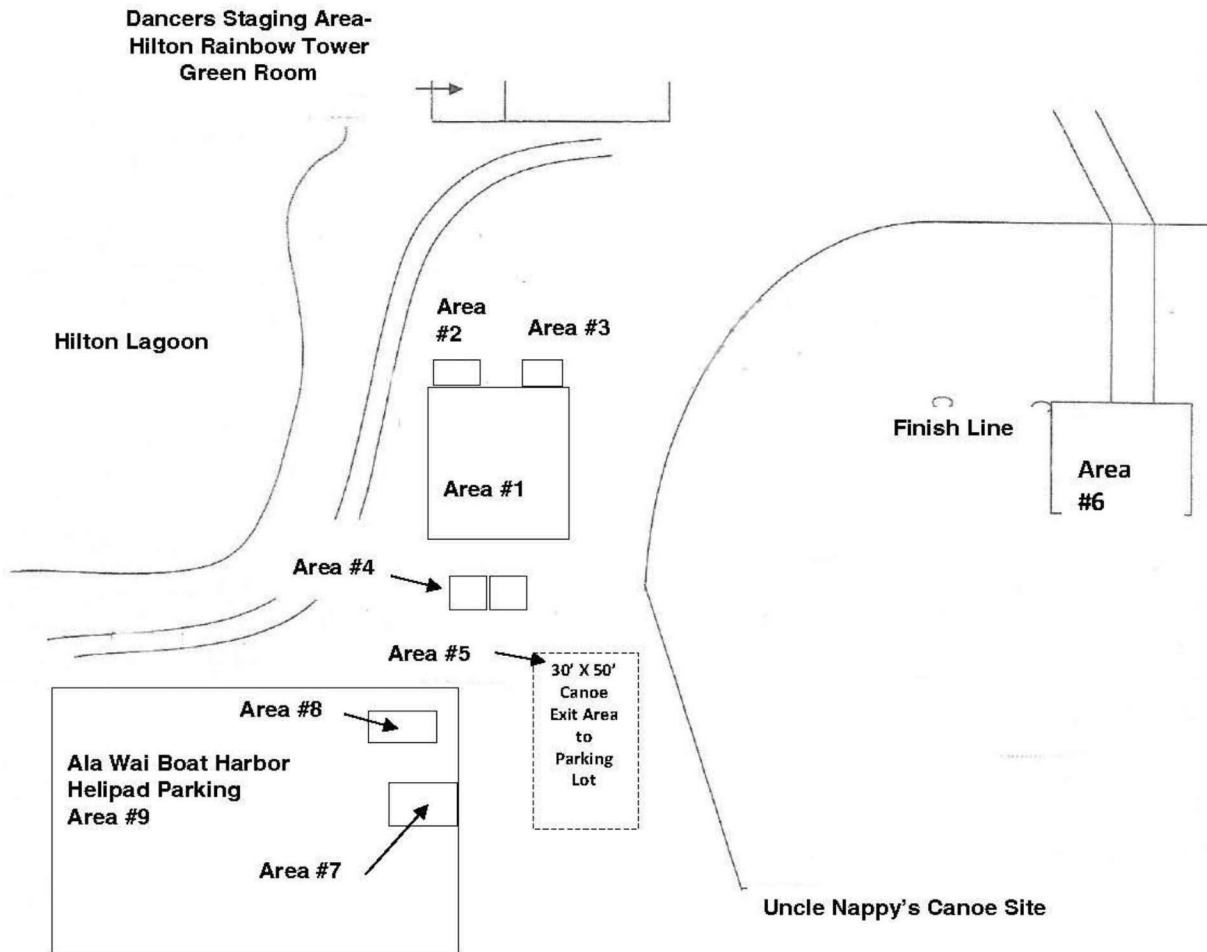 Dancers Staging Area-
Hilton Rainbow Tower
Green Room
Area
#2
Area #3
Hilton Lagoon
Finish Line
Area
#6
Area #1
Area #4
Area #5
30' X 50'
Canoe
Exit Area
to
Parking
Lot
Area #8
Ala Wai Boat Harbor
Helipad Parking
Area #9
Area #7
Uncle Nappy's Canoe Site